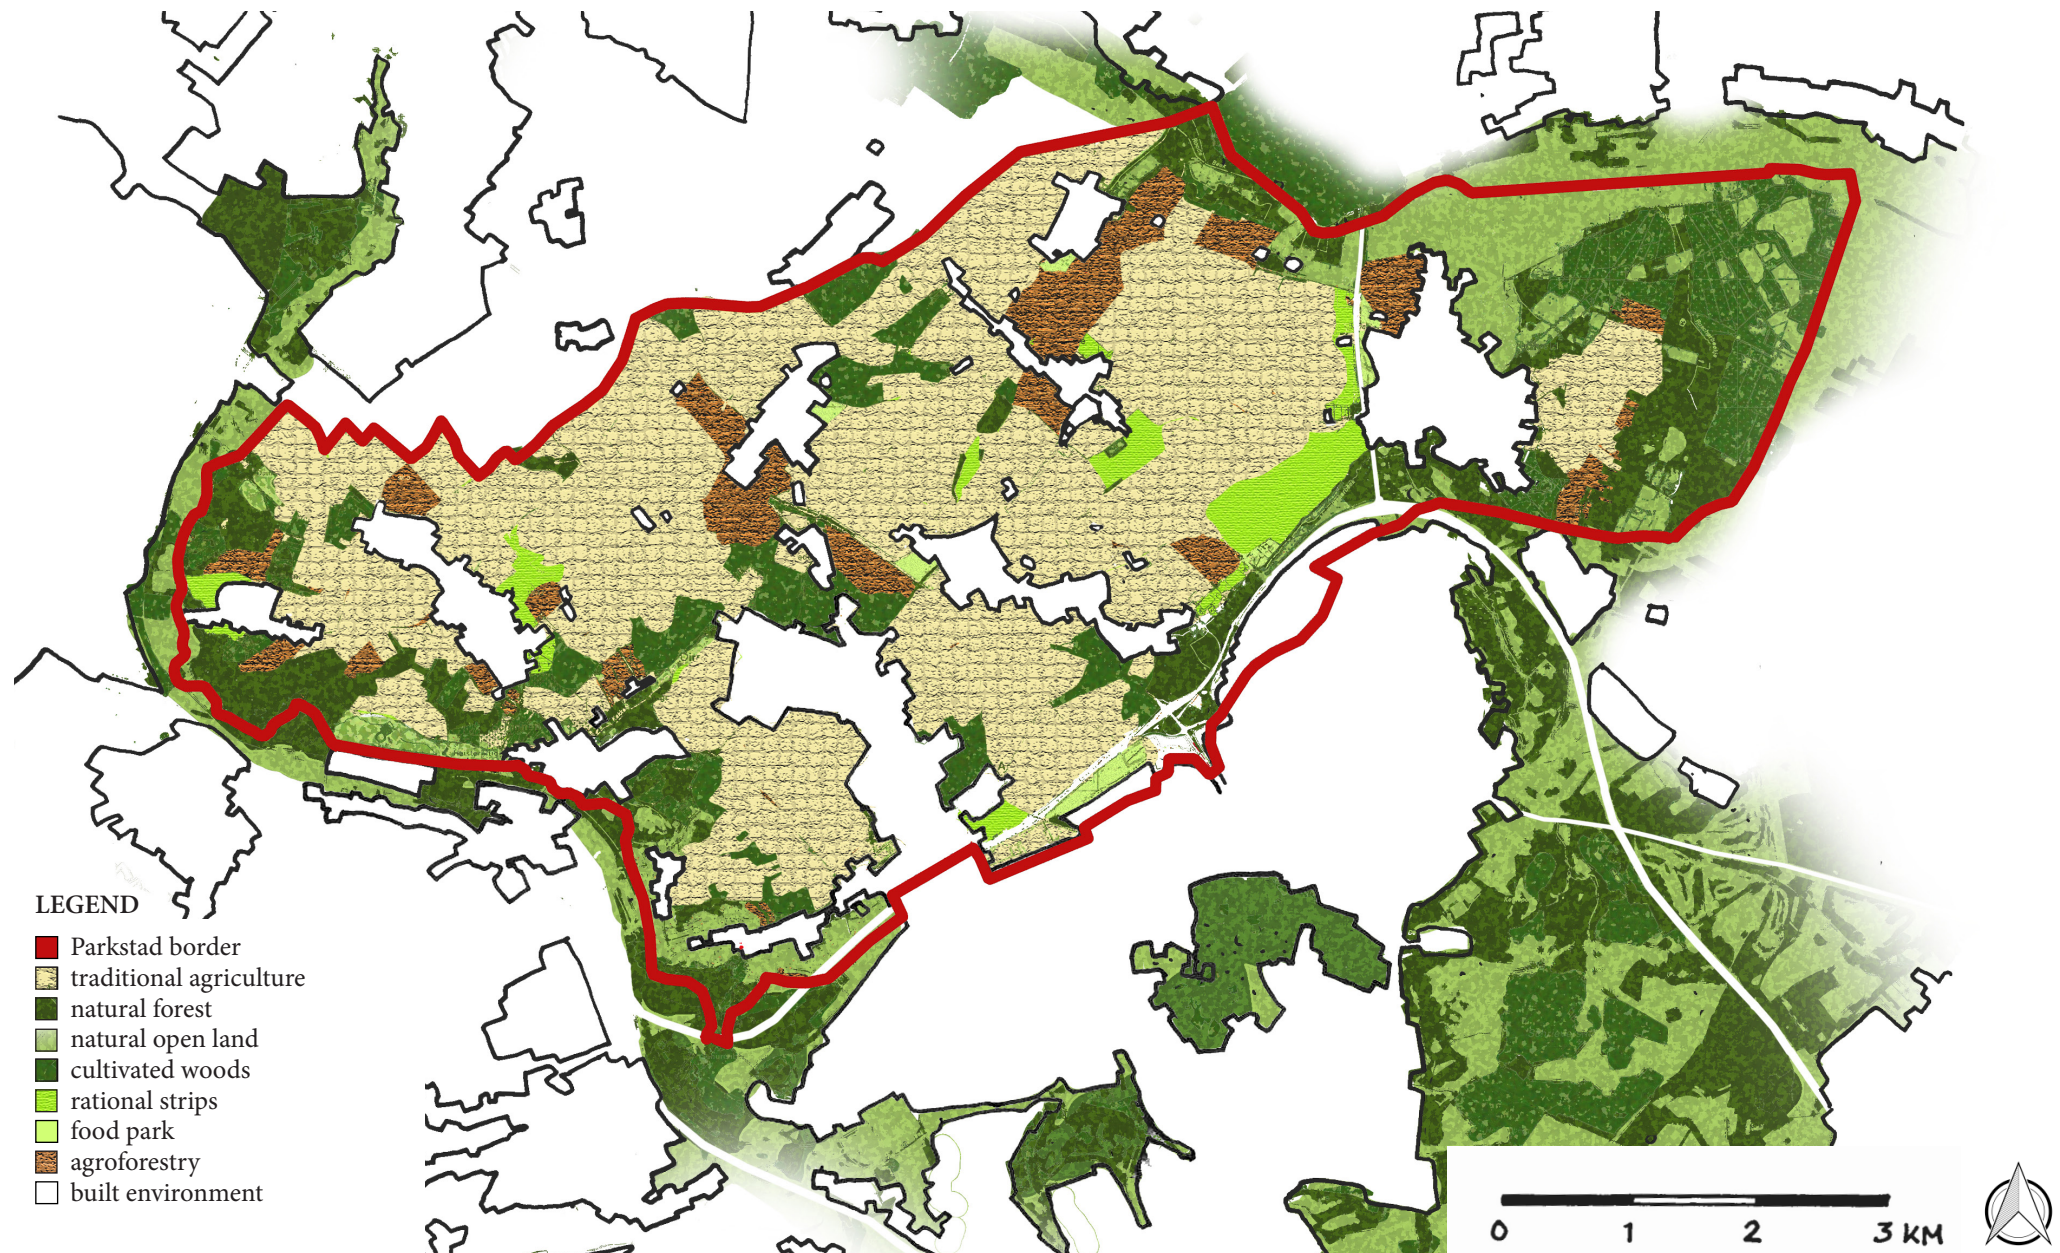 LEGEND
Parkstad border
traditional agriculture
natural forest
natural open land
cultivated woods
rational strips
food park
agroforestry
built environment
0 1 2 3 KM